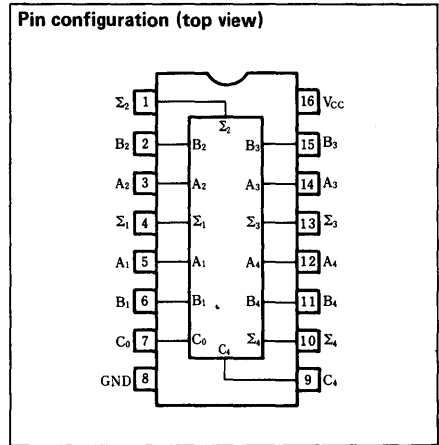 Pin configuration (top view)
Σ₂ 1 Σ₂ 16 VCC
B₂ 2 B₂ B₃ 15 B₃
A₂ 3 A₂ A₃ 14 A₃
Σ₁ 4 Σ₁ Σ₃ 13 Σ₃
A₁ 5 A₁ A₄ 12 A₄
B₁ 6 B₁ B₄ 11 B₄
C₀ 7 C₀ C₄ Σ₄ 10 Σ₄
GND 8 9 C₄